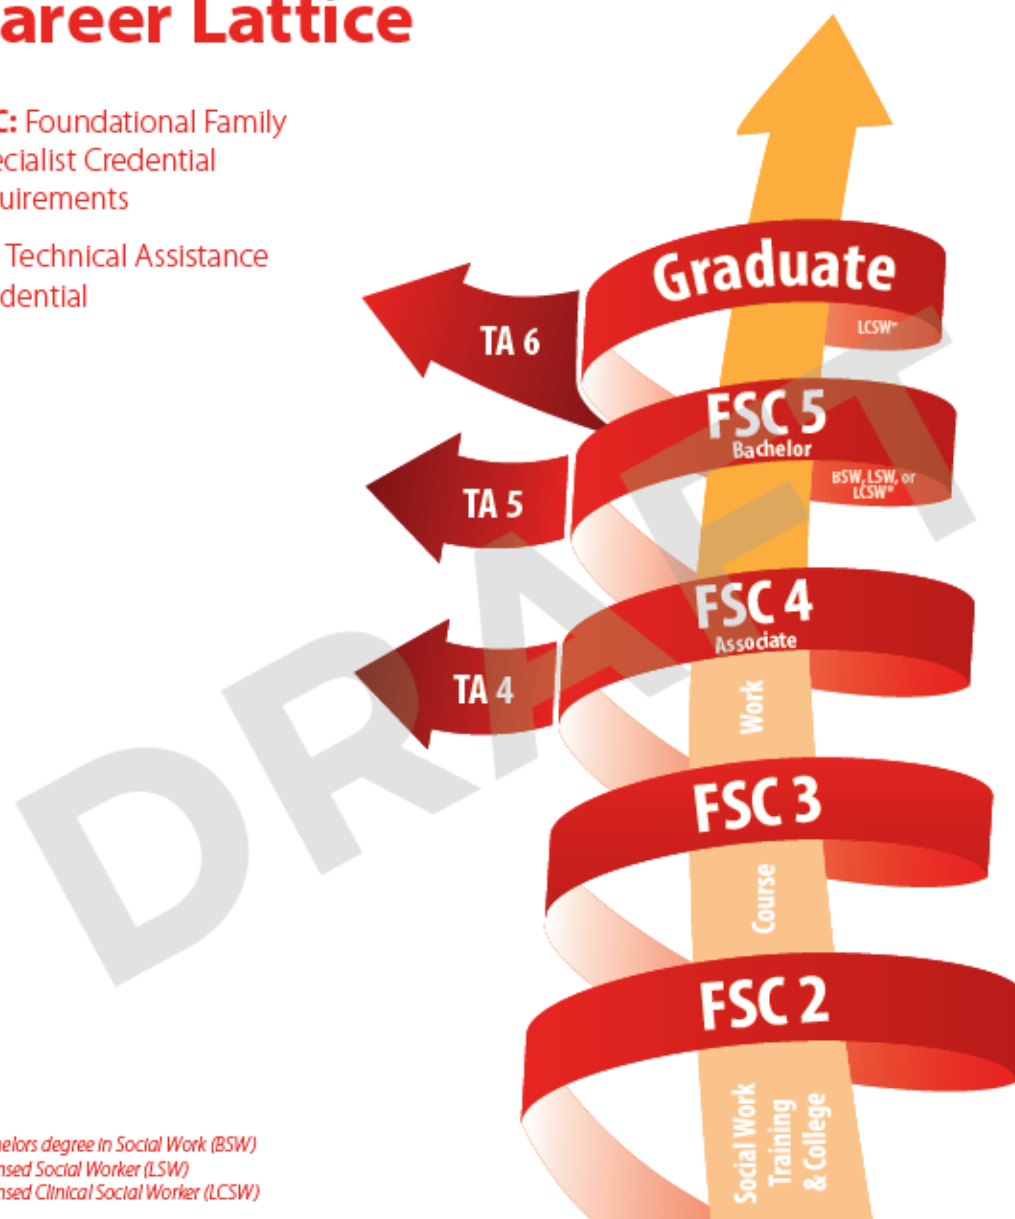 areer Lattice
C: Foundational Family
ecialist Credential
uirements
Technical Assistance
dential
Graduate
LCSW*
TA 6
FSC 5
Bachelor
BSW, LSW, or
LCSW*
TA 5
FSC 4
Associate
TA 4
Work
FSC 3
Course
FSC 2
Social Work
Training
& College
DRAFT
helors degree in Social Work (BSW)
nsed Social Worker (LSW)
nsed Clinical Social Worker (LCSW)